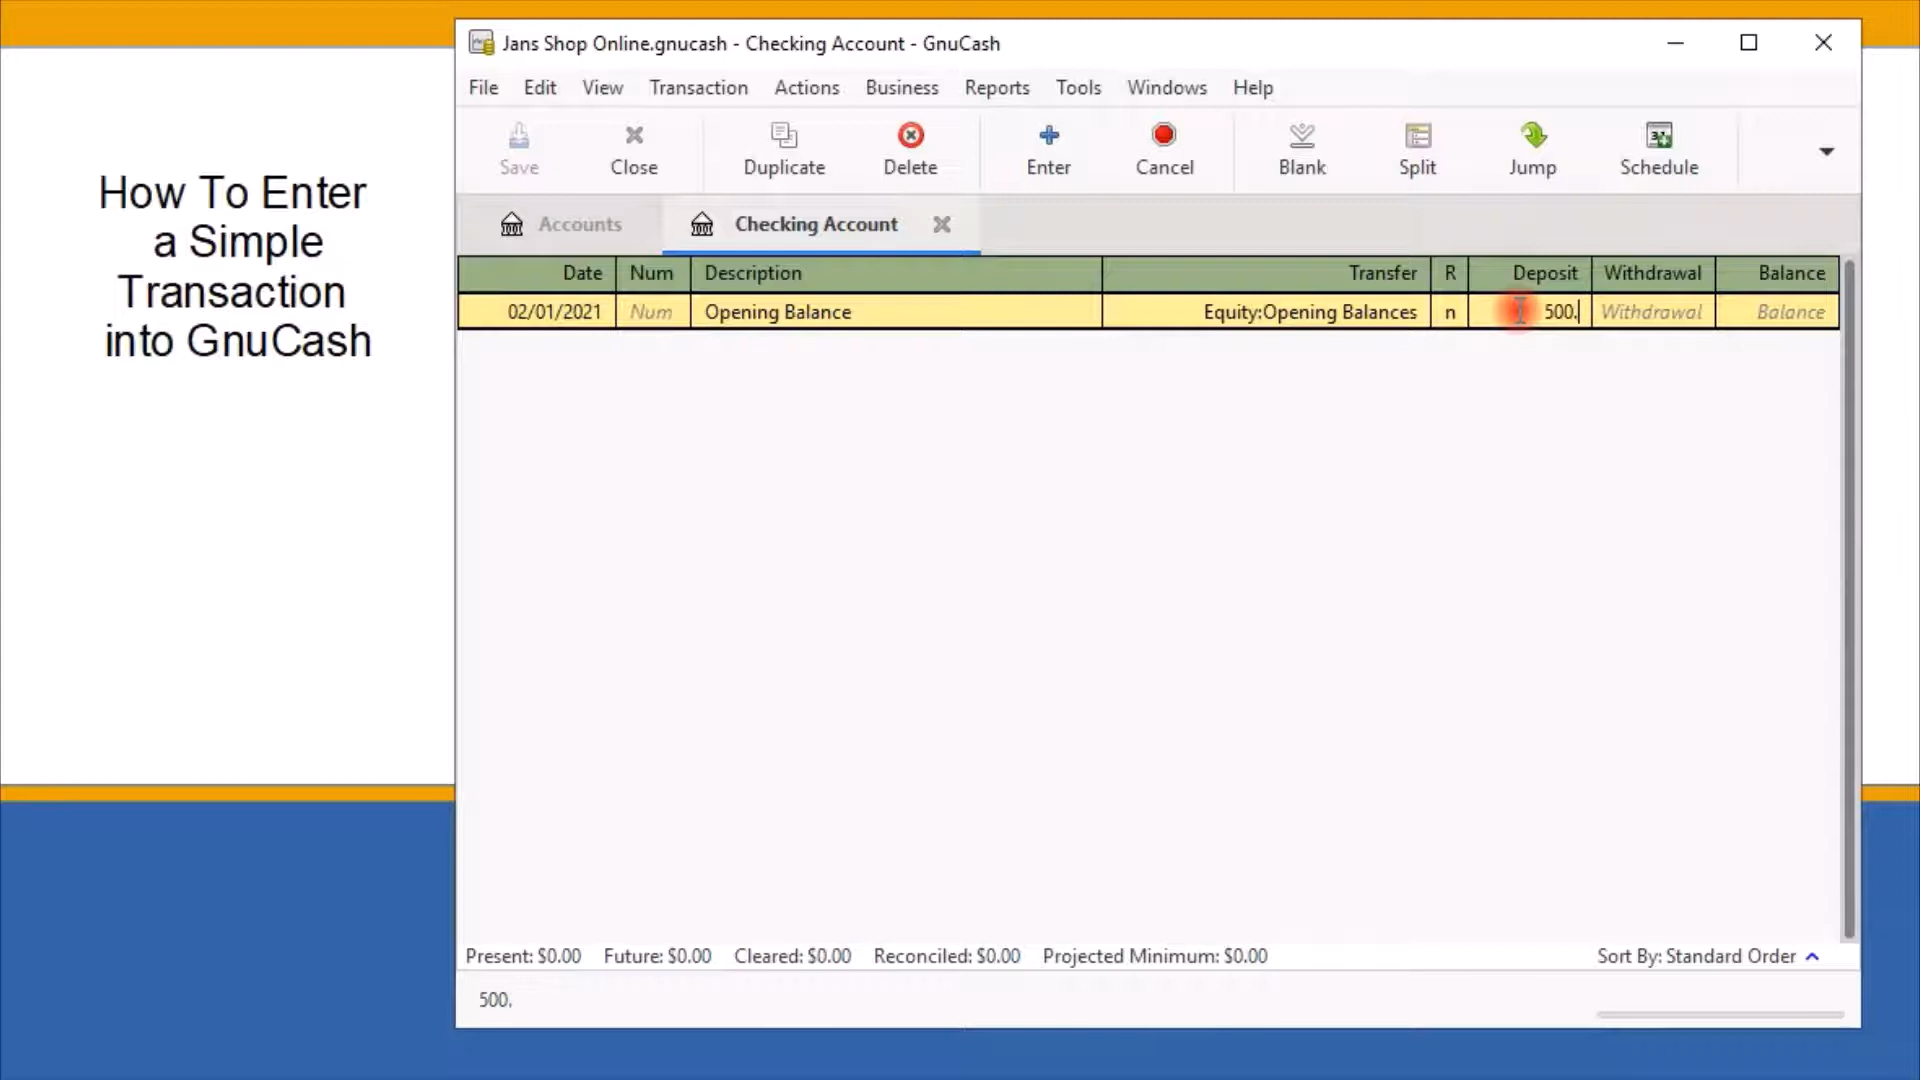 How To Enter
a Simple
Transaction
into GnuCash
Jans Shop Online.gnucash - Checking Account - GnuCash
File Edit View Transaction Actions Business Reports Tools Windows Help
Save Close Duplicate Delete Enter Cancel Blank Split Jump Schedule
Accounts Checking Account
Date Num Description Transfer R Deposit Withdrawal Balance
02/01/2021 Num Opening Balance Equity:Opening Balances n 500. Withdrawal Balance
Present: $0.00 Future: $0.00 Cleared: $0.00 Reconciled: $0.00 Projected Minimum: $0.00 Sort By: Standard Order
500.